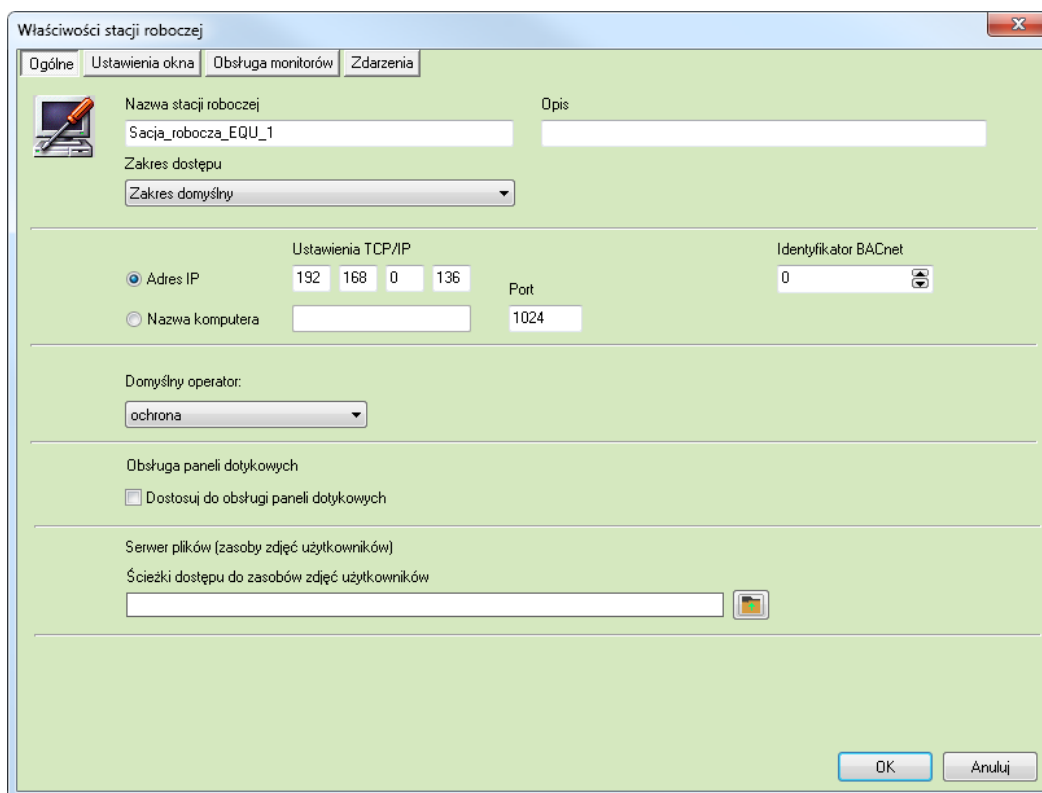 Właściwości stacji roboczej
Ogólne Ustawienia okna Obsługa monitorów Zdarzenia
Nazwa stacji roboczej Opis
Sacja_robocza_EQU_1
Zakres dostępu
Zakres domyślny
Ustawienia TCP/IP Identyfikator BACnet
Adres IP 192 168 0 136 0
Port
Nazwa komputera 1024
Domyślny operator:
ochrona
Obsługa paneli dotykowych
Dostosuj do obsługi paneli dotykowych
Serwer plików (zasoby zdjęć użytkowników)
Ścieżki dostępu do zasobów zdjęć użytkowników
OK Anuluj